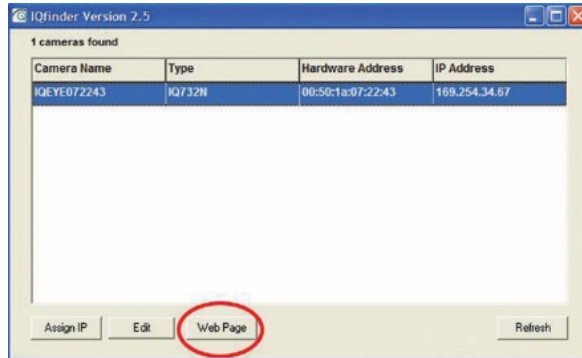 IQfinder Version 2.5
1 cameras found
Camera Name Type Hardware Address IP Address
IQEYE072243 IQ732N 00:50:1a:07:22:43 169.254.34.67
Assign IP Edit Web Page Refresh